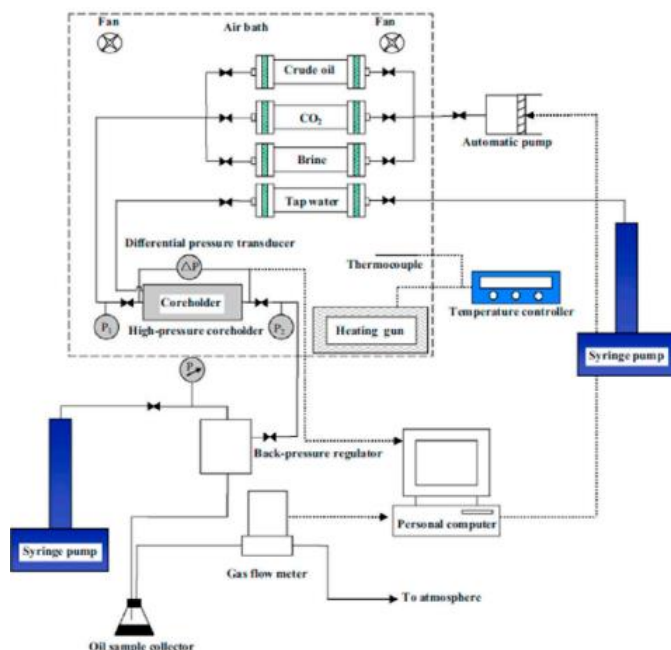 Fan
Air bath
Fan
Crude oil
CO₂
Automatic pump
Brine
Tap water
Differential pressure transducer
ΔP
Thermocouple
Coreholder
Temperature controller
P₁
High-pressure coreholder
P₂
Heating gun
Syringe pump
P
Back-pressure regulator
Personal computer
Syringe pump
Gas flow meter
To atmosphere
Oil sample collector